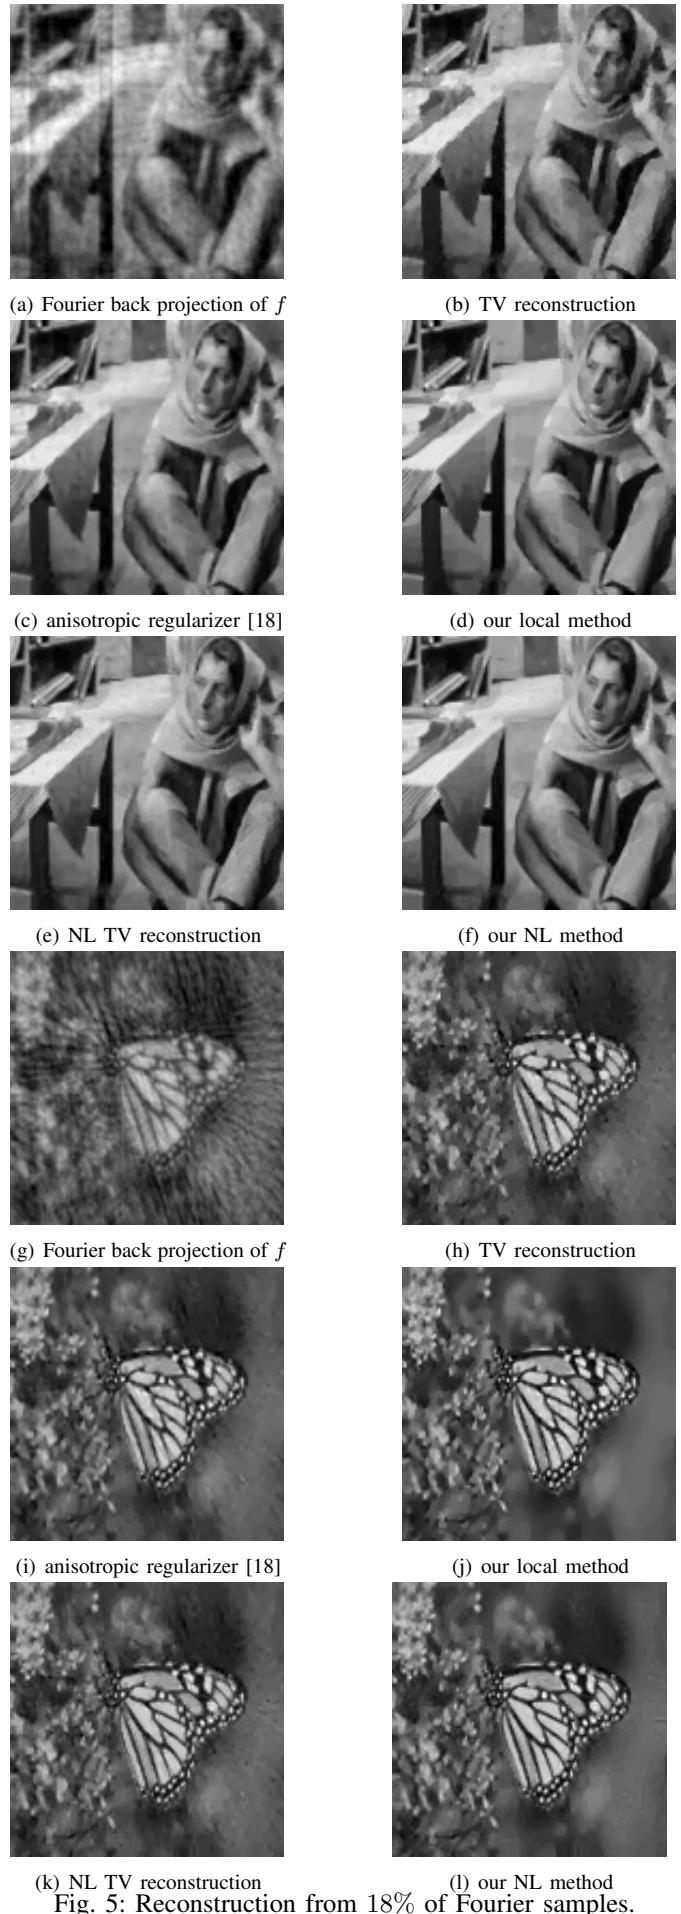 (a) Fourier back projection of f
(b) TV reconstruction
(c) anisotropic regularizer [18]
(d) our local method
(e) NL TV reconstruction
(f) our NL method
(g) Fourier back projection of f
(h) TV reconstruction
(i) anisotropic regularizer [18]
(j) our local method
(k) NL TV reconstruction
(l) our NL method
Fig. 5: Reconstruction from 18% of Fourier samples.